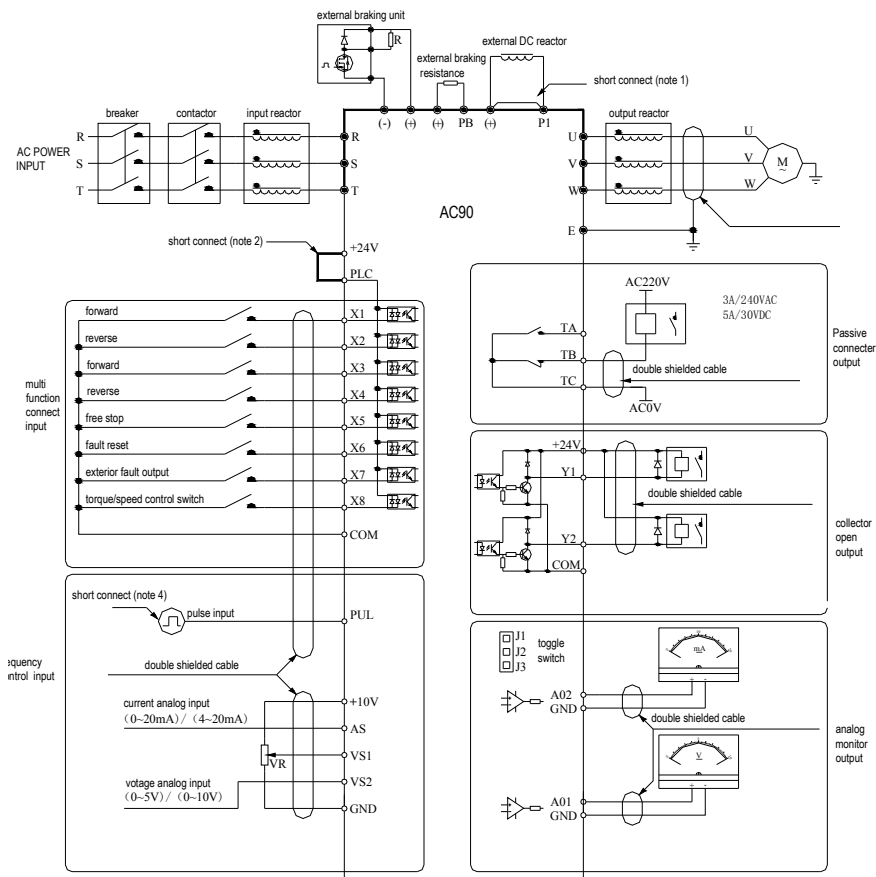 external braking unit
R
external braking
resistance
external DC reactor
short connect (note 1)
breaker
contactor
input reactor
(-)
(+)
(+)
PB
(+)
P1
output reactor
AC POWER
INPUT
R
S
T
R
S
T
U
V
W
U
V
W
M
~
AC90
E
short connect (note 2)
+24V
PLC
multi
function
connect
input
forward
X1
reverse
X2
forward
X3
reverse
X4
free stop
X5
fault reset
X6
exterior fault output
X7
torque/speed control switch
X8
COM
AC220V
3A/240VAC
5A/30VDC
TA
TB
TC
double shielded cable
AC0V
Passive
connecter
output
+24V
Y1
double shielded cable
Y2
COM
collector
open
output
short connect (note 4)
pulse input
PUL
equency
ontrol input
double shielded cable
current analog input
(0~20mA)/ (4~20mA)
+10V
AS
VS1
VR
votage analog input
(0~5V)/ (0~10V)
VS2
GND
J1
J2
J3
toggle
switch
mA
+ -
A02
GND
double shielded cable
V
+ -
A01
GND
analog
monitor
output